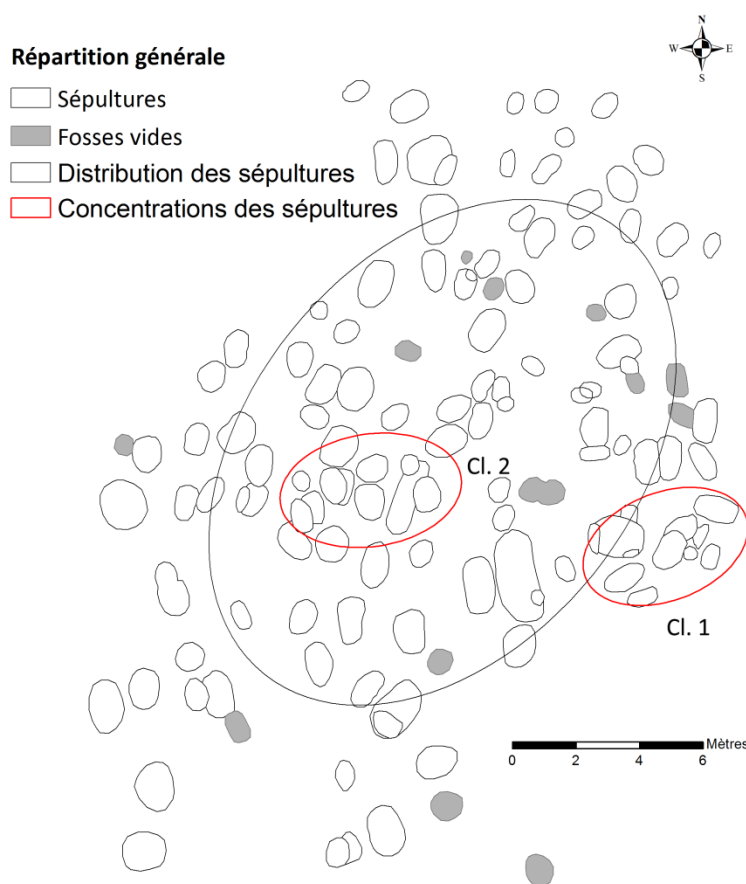 N
W E
S
Répartition générale
Sépultures
Fosses vides
Distribution des sépultures
Concentrations des sépultures
Cl. 2
Cl. 1
Mètres
0 2 4 6